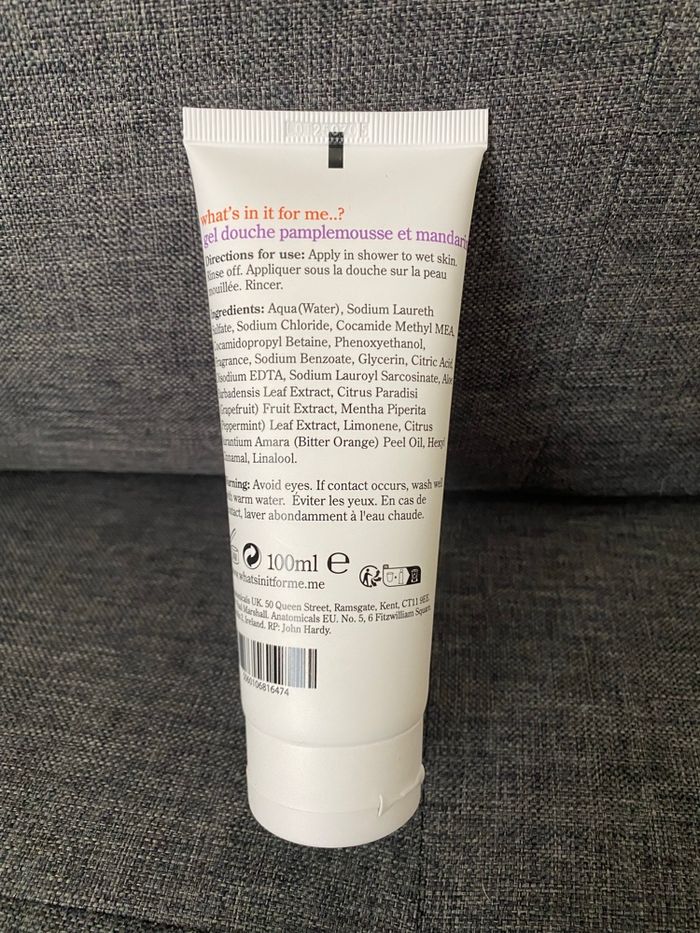 what's in it for me..?
gel douche pamplemousse et mandari
Directions for use: Apply in shower to wet skin.
Rinse off. Appliquer sous la douche sur la peau
mouillée. Rincer.
Ingredients: Aqua(Water), Sodium Laureth
Sulfate, Sodium Chloride, Cocamide Methyl MEA,
Cocamidopropyl Betaine, Phenoxyethanol,
Fragrance, Sodium Benzoate, Glycerin, Citric Acid,
Disodium EDTA, Sodium Lauroyl Sarcosinate, Aloe
Barbadensis Leaf Extract, Citrus Paradisi
(Grapefruit) Fruit Extract, Mentha Piperita
(Peppermint) Leaf Extract, Limonene, Citrus
Aurantium Amara (Bitter Orange) Peel Oil, Hexyl
Cinnamal, Linalool.
Warning: Avoid eyes. If contact occurs, wash well
with warm water. Éviter les yeux. En cas de
contact, laver abondamment à l'eau chaude.
100ml e
www.whatsinitforme.me
UK. 50 Queen Street, Ramsgate, Kent, CT11 9EE.
Marshall. Anatomicals EU. No. 5, 6 Fitzwilliam Square
Ireland. RP: John Hardy.
060106816474